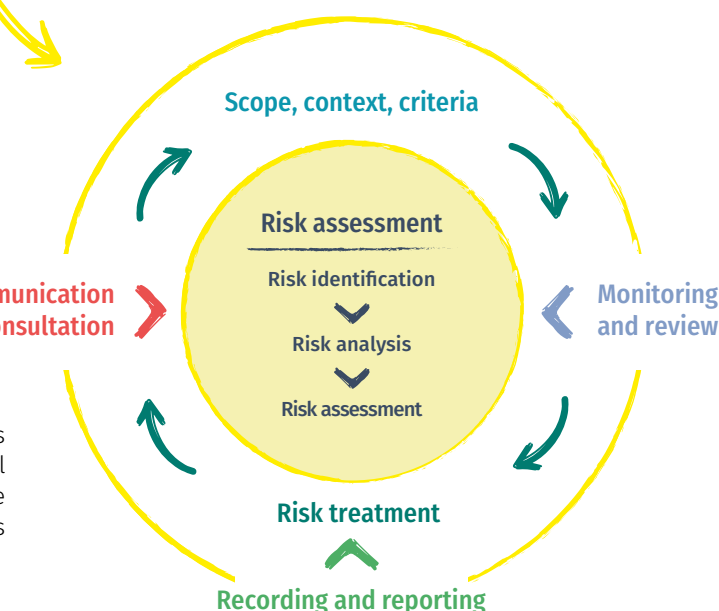 Scope, context, criteria
Risk assessment
Risk identification
Risk analysis
Risk assessment
Monitoring
and review
Risk treatment
Recording and reporting